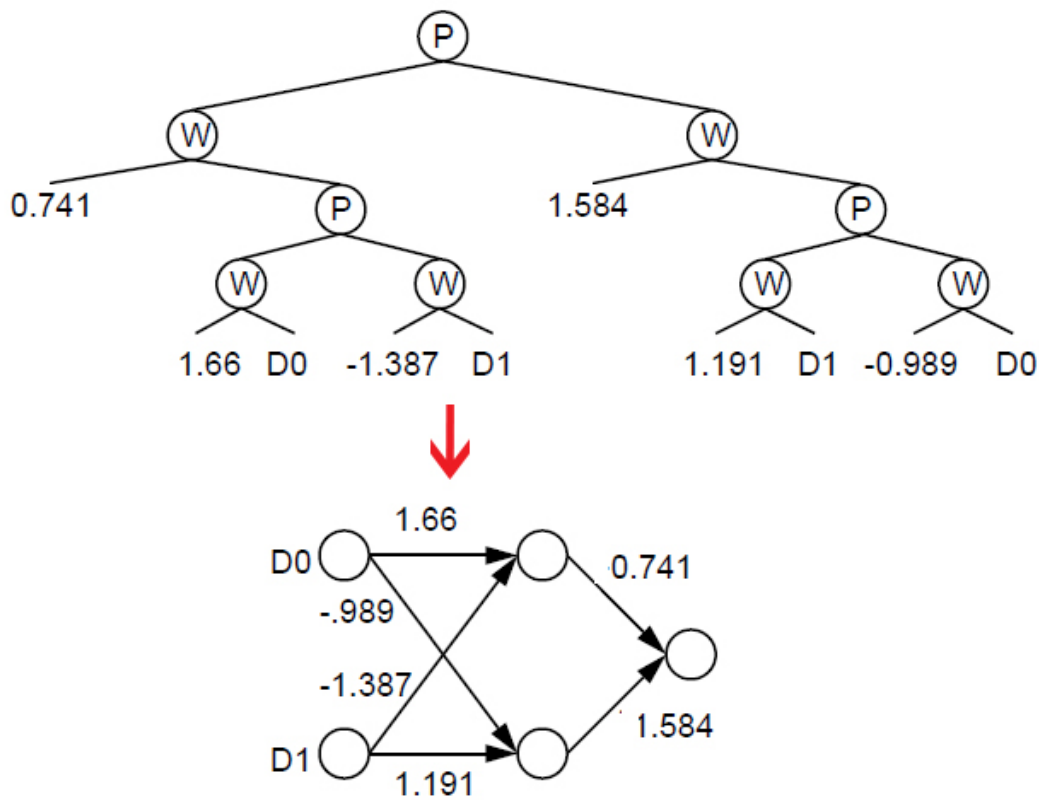 P
W W
0.741 P 1.584 P
W W W W
1.66 D0 -1.387 D1 1.191 D1 -0.989 D0
1.66
D0 0.741
-.989
-1.387
1.584
D1
1.191